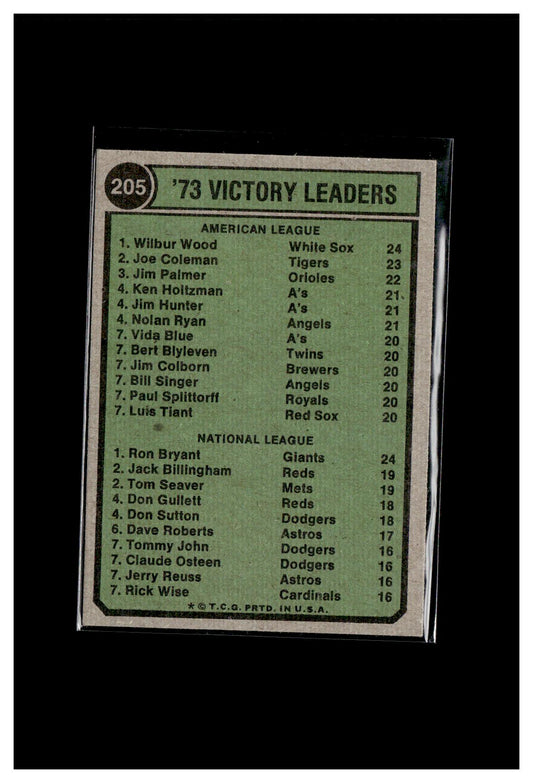 205 '73 VICTORY LEADERS
AMERICAN LEAGUE
1. Wilbur Wood White Sox 24
2. Joe Coleman Tigers 23
3. Jim Palmer Orioles 22
4. Ken Holtzman A's 21
4. Jim Hunter A's 21
4. Nolan Ryan Angels 21
7. Vida Blue A's 20
7. Bert Blyleven Twins 20
7. Jim Colborn Brewers 20
7. Bill Singer Angels 20
7. Paul Splittorff Royals 20
7. Luis Tiant Red Sox 20
NATIONAL LEAGUE
1. Ron Bryant Giants 24
2. Jack Billingham Reds 19
2. Tom Seaver Mets 19
4. Don Gullett Reds 18
4. Don Sutton Dodgers 18
6. Dave Roberts Astros 17
7. Tommy John Dodgers 16
7. Claude Osteen Dodgers 16
7. Jerry Reuss Astros 16
7. Rick Wise Cardinals 16
* © T.C.G. PRTD. IN U.S.A.